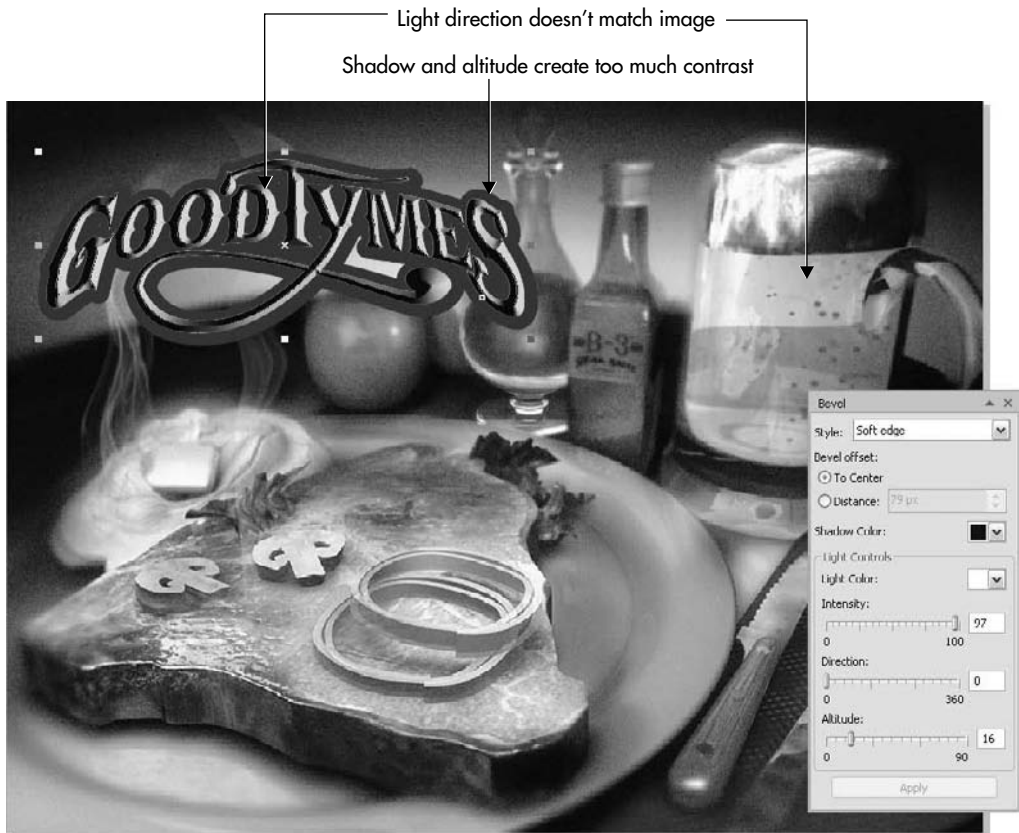 Light direction doesn’t match image
Shadow and altitude create too much contrast
GOODTYMES
B-3
Bevel
Style: Soft edge
Bevel offset:
To Center
Distance: 79 px
Shadow Color:
Light Controls
Light Color:
Intensity:
97
0 100
Direction:
0
0 360
Altitude:
16
0 90
Apply